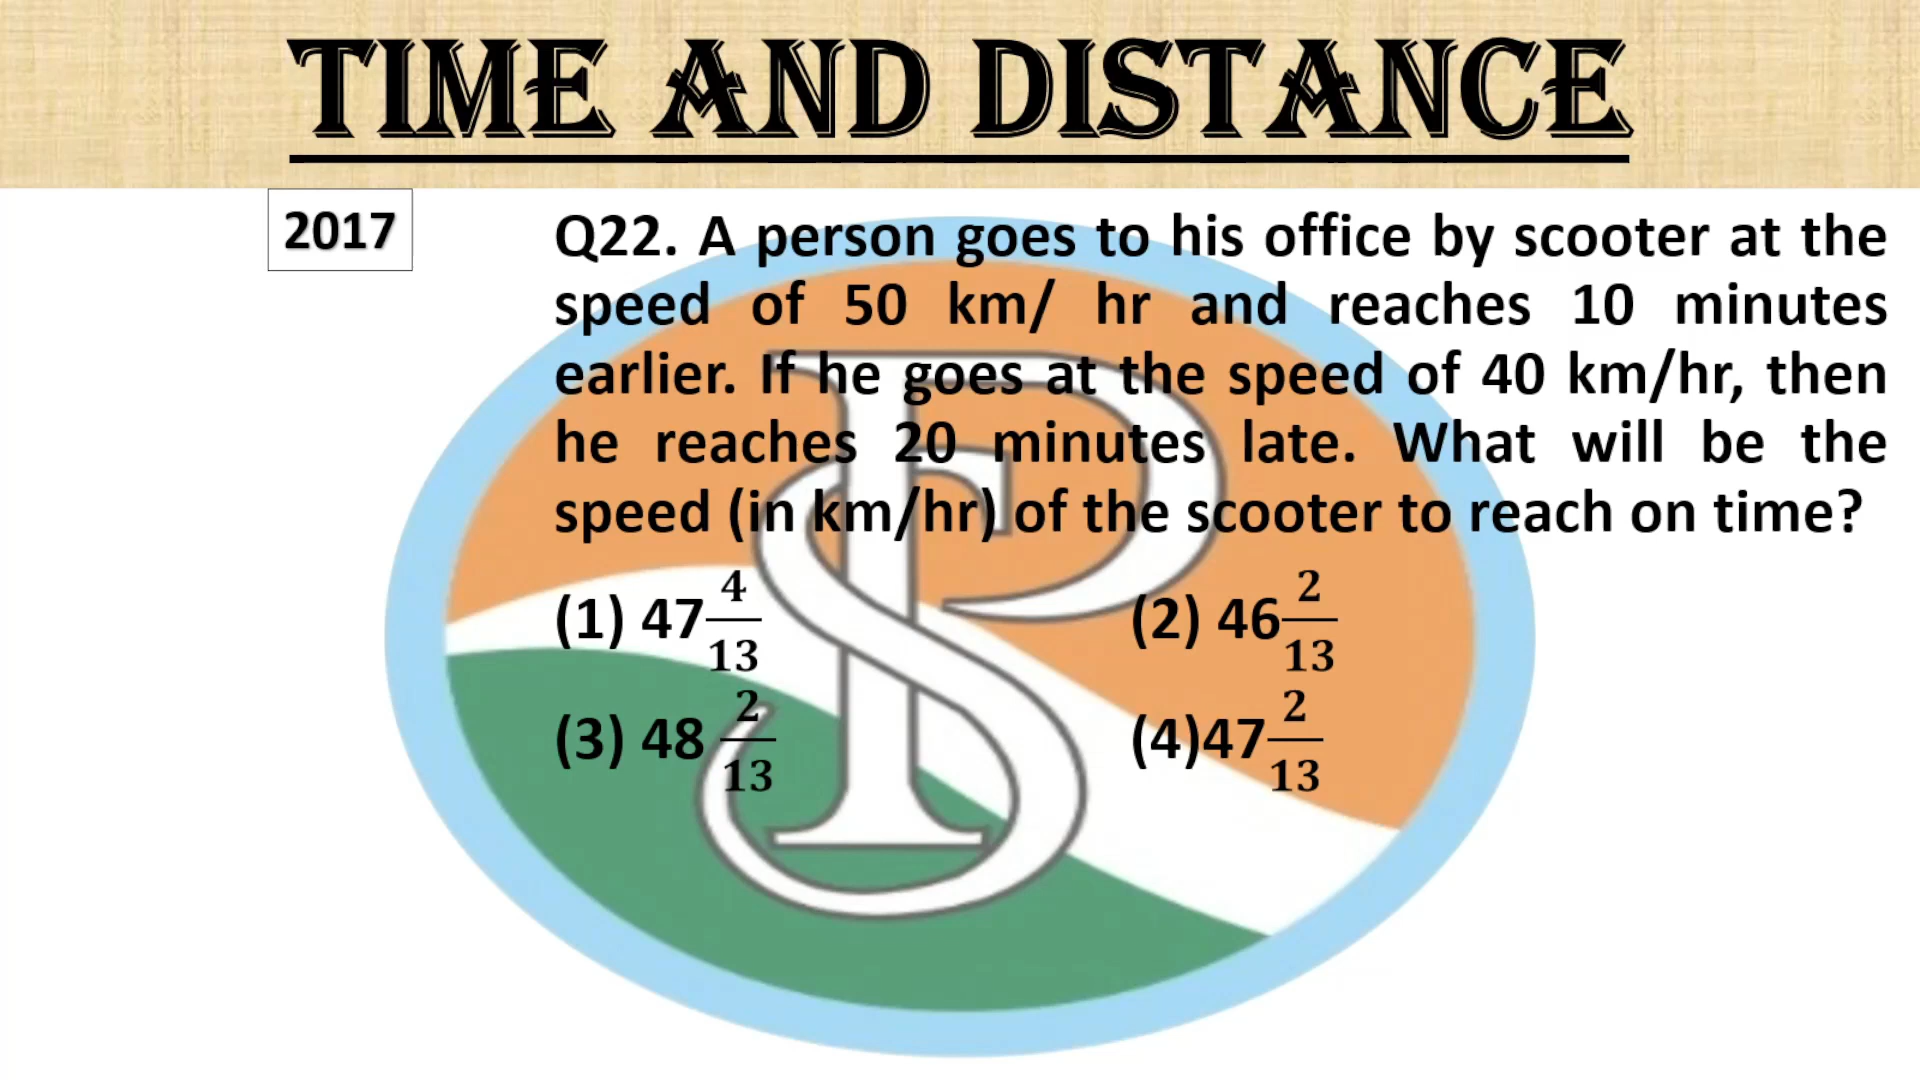 TIME AND DISTANCE
2017
Q22. A person goes to his office by scooter at the
speed of 50 km/ hr and reaches 10 minutes
earlier. If he goes at the speed of 40 km/hr, then
he reaches 20 minutes late. What will be the
speed (in km/hr) of the scooter to reach on time?
(1) 47 4/13 (2) 46 2/13
(3) 48 2/13 (4)47 2/13